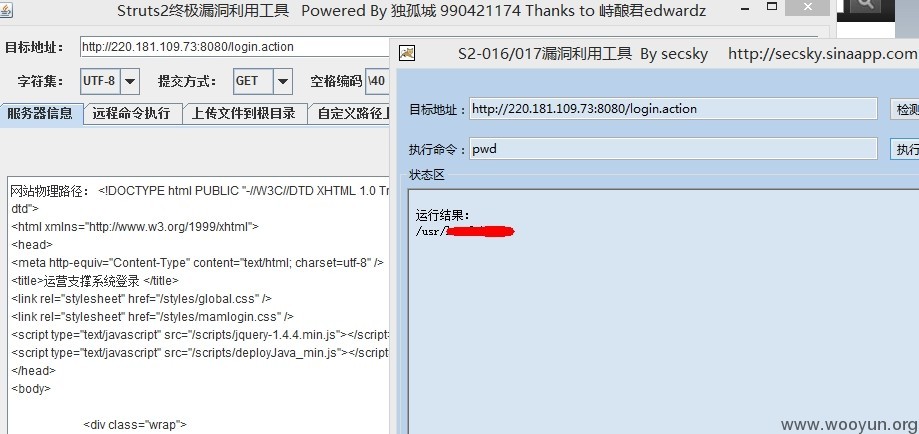 Struts2终极漏洞利用工具 Powered By 独孤城 990421174 Thanks to 峙酿君edwardz
目标地址： http://220.181.109.73:8080/login.action
字符集： UTF-8 提交方式： GET 空格编码 \40
服务器信息 远程命令执行 上传文件到根目录 自定义路径上
网站物理路径： <!DOCTYPE html PUBLIC "-//W3C//DTD XHTML 1.0 Tr
dtd">
<html xmlns="http://www.w3.org/1999/xhtml">
<head>
<meta http-equiv="Content-Type" content="text/html; charset=utf-8" />
<title>运营支撑系统登录 </title>
<link rel="stylesheet" href="/styles/global.css" />
<link rel="stylesheet" href="/styles/mamlogin.css" />
<script type="text/javascript" src="/scripts/jquery-1.4.4.min.js"></script
<script type="text/javascript" src="/scripts/deployJava_min.js"></script
</head>
<body>
<div class="wrap">
S2-016/017漏洞利用工具 By secsky http://secsky.sinaapp.com
目标地址： http://220.181.109.73:8080/login.action 检测
执行命令： pwd 执行
状态区
运行结果：
/usr/
www.wooyun.org